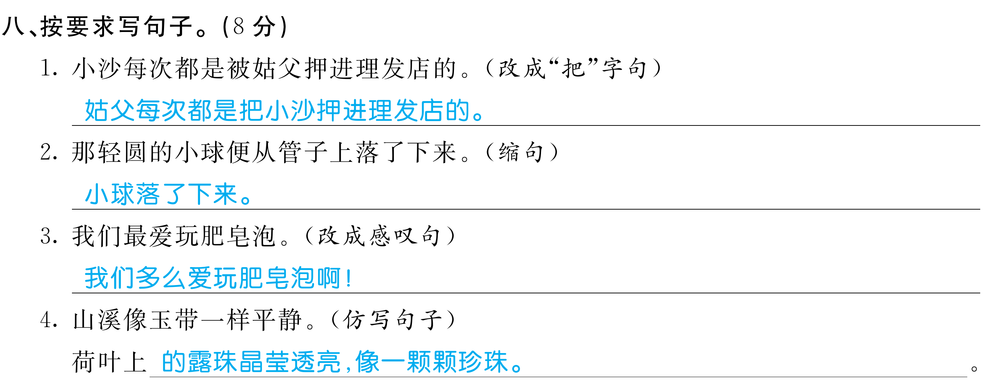 八、按要求写句子。(8 分)
1. 小沙每次都是被姑父押进理发店的。(改成“把”字句)
姑父每次都是把小沙押进理发店的。
2. 那轻圆的小球便从管子上落了下来。(缩句)
小球落了下来。
3. 我们最爱玩肥皂泡。(改成感叹句)
我们多么爱玩肥皂泡啊!
4. 山溪像玉带一样平静。(仿写句子)
荷叶上 的露珠晶莹透亮,像一颗颗珍珠。 。